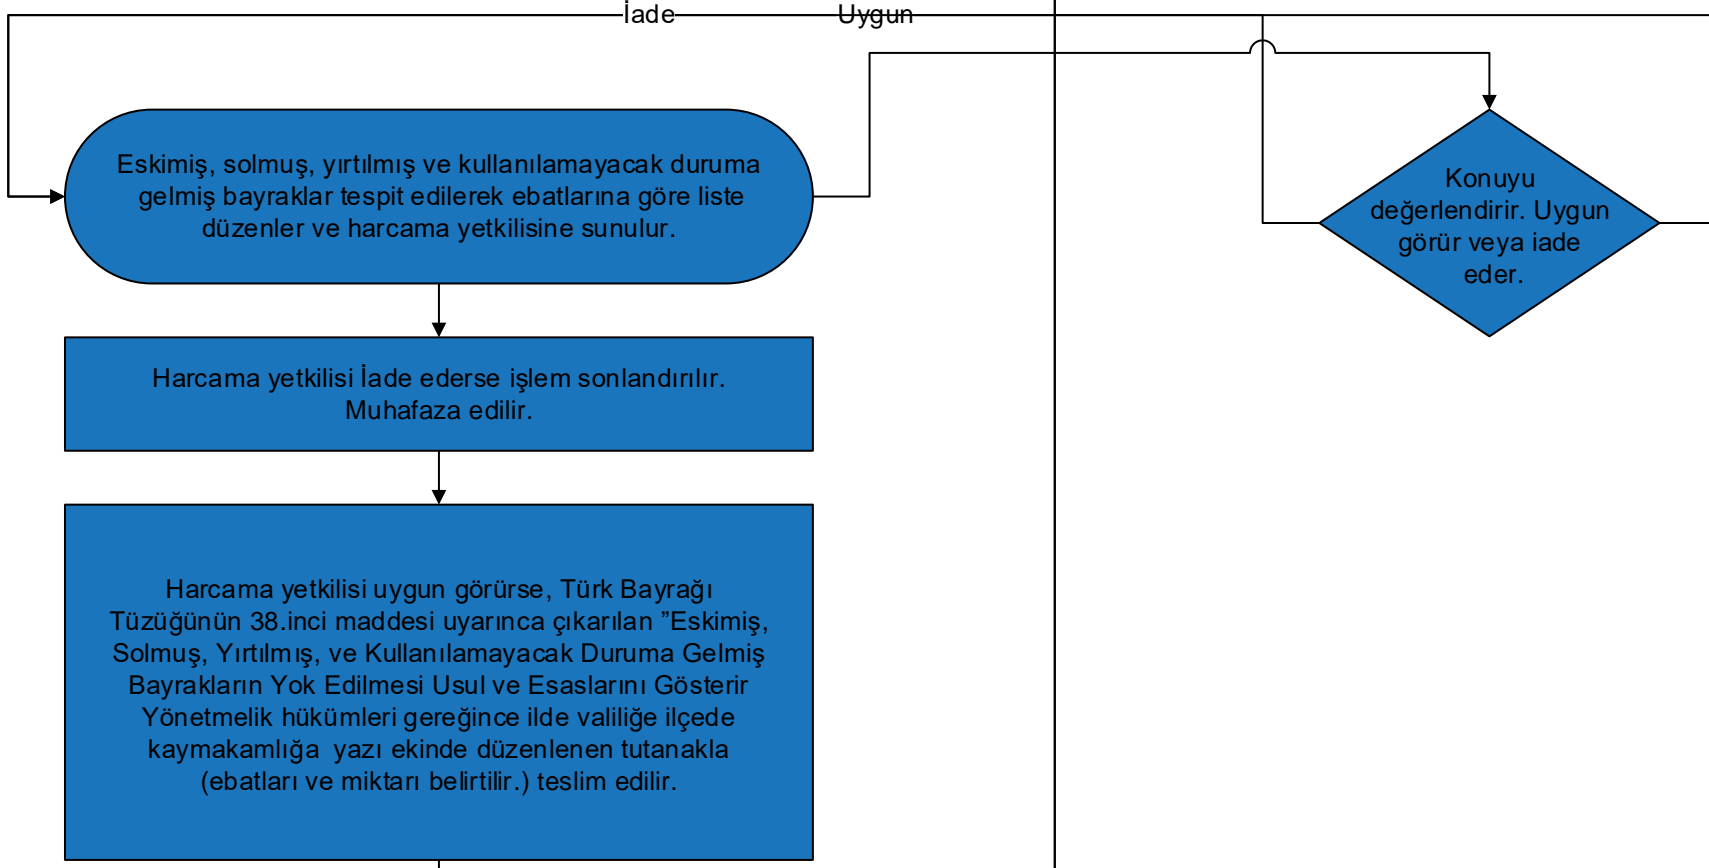 İade
Uygun
Eskimiş, solmuş, yırtılmış ve kullanılamayacak duruma
gelmiş bayraklar tespit edilerek ebatlarına göre liste
düzenler ve harcama yetkilisine sunulur.
Konuyu
değerlendirir. Uygun
görür veya iade
eder.
Harcama yetkilisi İade ederse işlem sonlandırılır.
Muhafaza edilir.
Harcama yetkilisi uygun görürse, Türk Bayrağı
Tüzüğünün 38.inci maddesi uyarınca çıkarılan ”Eskimiş,
Solmuş, Yırtılmış, ve Kullanılamayacak Duruma Gelmiş
Bayrakların Yok Edilmesi Usul ve Esaslarını Gösterir
Yönetmelik hükümleri gereğince ilde valiliğe ilçede
kaymakamlığa  yazı ekinde düzenlenen tutanakla
(ebatları ve miktarı belirtilir.) teslim edilir.